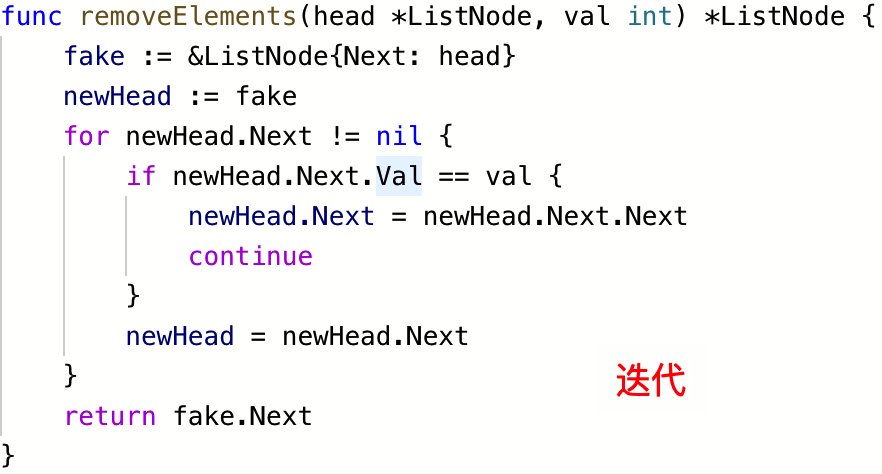 func removeElements(head *ListNode, val int) *ListNode {
    fake := &ListNode{Next: head}
    newHead := fake
    for newHead.Next != nil {
        if newHead.Next.Val == val {
            newHead.Next = newHead.Next.Next
            continue
        }
        newHead = newHead.Next
    }
    迭代
    return fake.Next
}